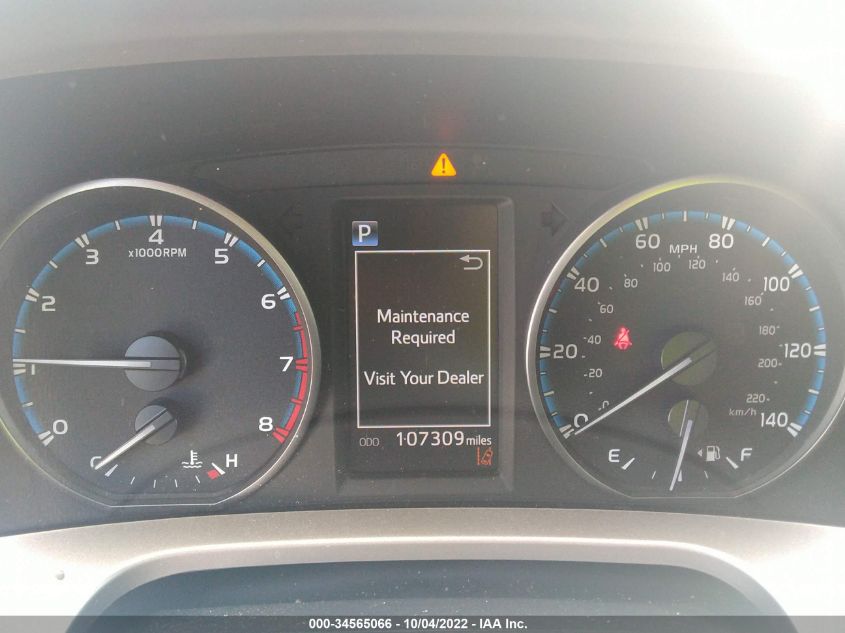 x1000RPM
0
1
2
3
4
5
6
7
8
C
H
P
Maintenance
Required
Visit Your Dealer
ODO 107309 miles
MPH
0
20
40
60
80
100
120
140
0
20
40
60
80
100
120
140
160
180
200
220
km/h
E
F
000-34565066 - 10/04/2022 - IAA Inc.